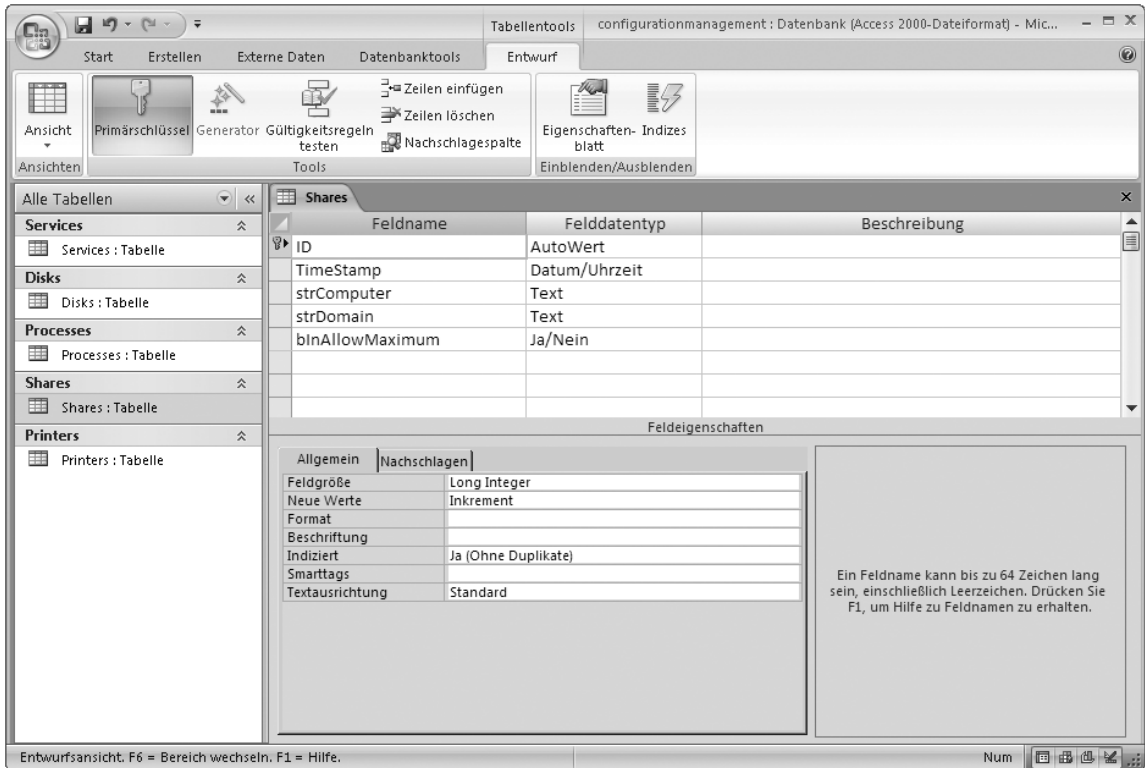 Tabellentools configurationmanagement : Datenbank (Access 2000-Dateiformat) - Mic...
Start Erstellen Externe Daten Datenbanktools Entwurf
Ansicht
Primärschlüssel
Generator
Gültigkeitsregeln
testen
Zeilen einfügen
Zeilen löschen
Nachschlagespalte
Eigenschaften-
blatt
Indizes
Ansichten Tools Einblenden/Ausblenden
Alle Tabellen
Services
Services : Tabelle
Disks
Disks : Tabelle
Processes
Processes : Tabelle
Shares
Shares : Tabelle
Printers
Printers : Tabelle
Shares
Feldname Felddatentyp Beschreibung
ID AutoWert
TimeStamp Datum/Uhrzeit
strComputer Text
strDomain Text
blnAllowMaximum Ja/Nein
Feldeigenschaften
Allgemein Nachschlagen
Feldgröße Long Integer
Neue Werte Inkrement
Format
Beschriftung
Indiziert Ja (Ohne Duplikate)
Smarttags
Textausrichtung Standard
Ein Feldname kann bis zu 64 Zeichen lang
sein, einschließlich Leerzeichen. Drücken Sie
F1, um Hilfe zu Feldnamen zu erhalten.
Entwurfsansicht. F6 = Bereich wechseln. F1 = Hilfe. Num